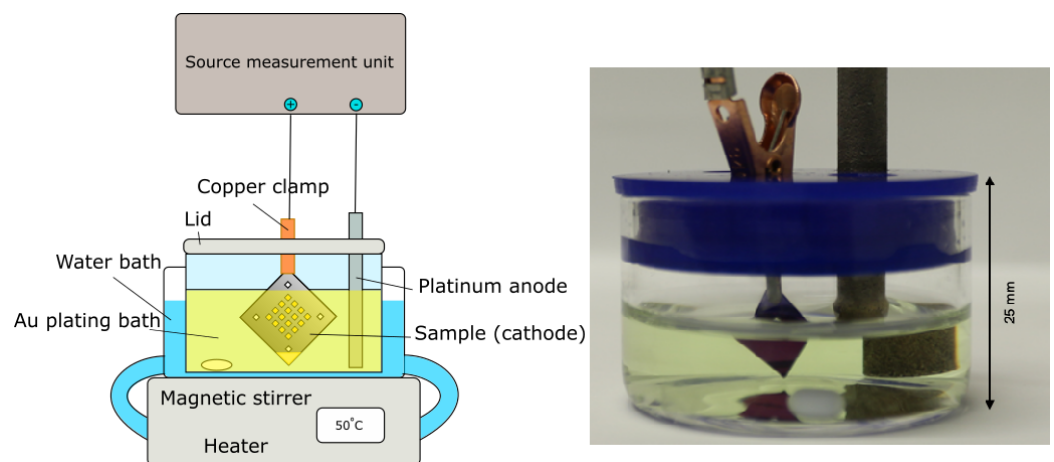 Source measurement unit
+
-
Copper clamp
Lid
Water bath
Platinum anode
Au plating bath
Sample (cathode)
Magnetic stirrer
50°C
Heater
25 mm